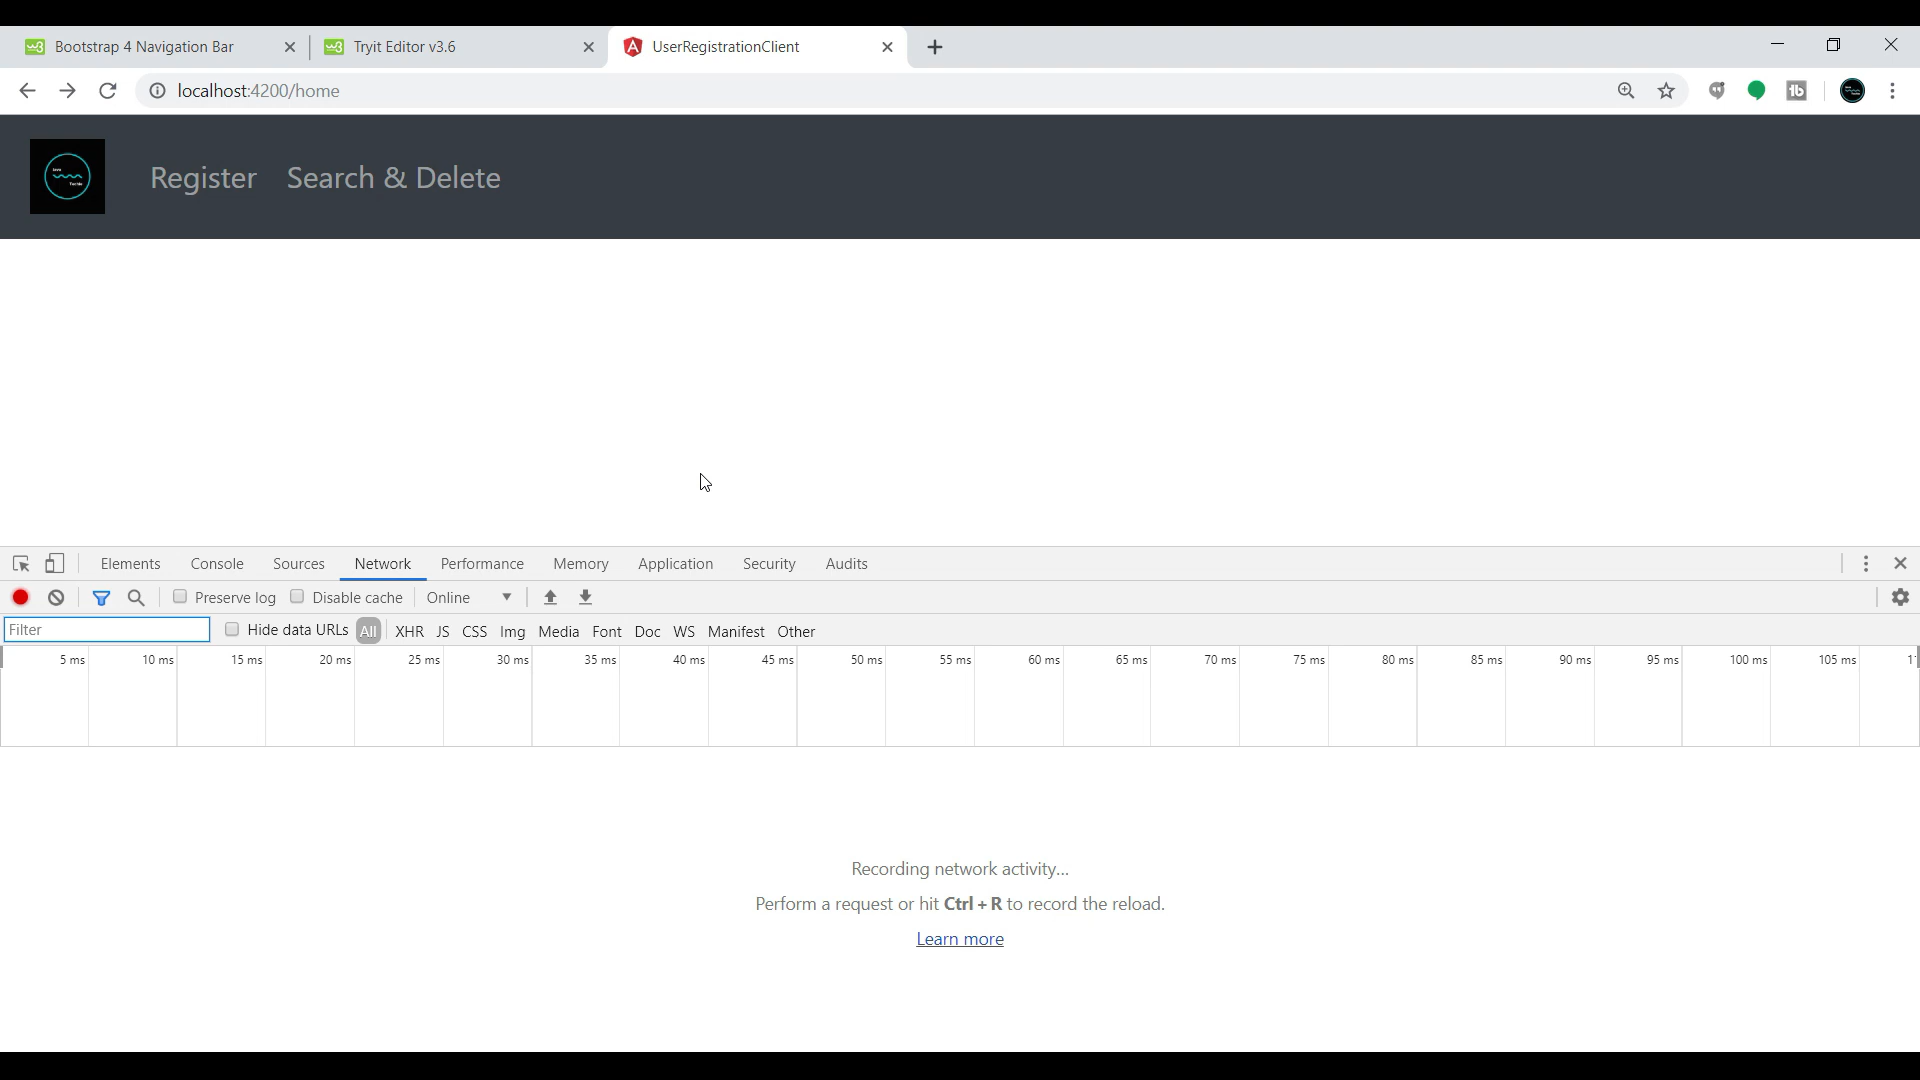 Bootstrap 4 Navigation Bar
Tryit Editor v3.6
UserRegistrationClient
localhost:4200/home
Register Search & Delete
Elements Console Sources Network Performance Memory Application Security Audits
Preserve log Disable cache Online
Filter Hide data URLs All XHR JS CSS Img Media Font Doc WS Manifest Other
5 ms 10 ms 15 ms 20 ms 25 ms 30 ms 35 ms 40 ms 45 ms 50 ms 55 ms 60 ms 65 ms 70 ms 75 ms 80 ms 85 ms 90 ms 95 ms 100 ms 105 ms
Recording network activity...
Perform a request or hit Ctrl + R to record the reload.
Learn more